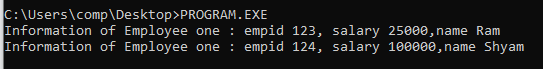 C:\Users\comp\Desktop>PROGRAM.EXE
Information of Employee one : empid 123, salary 25000,name Ram
Information of Employee one : empid 124, salary 100000,name Shyam